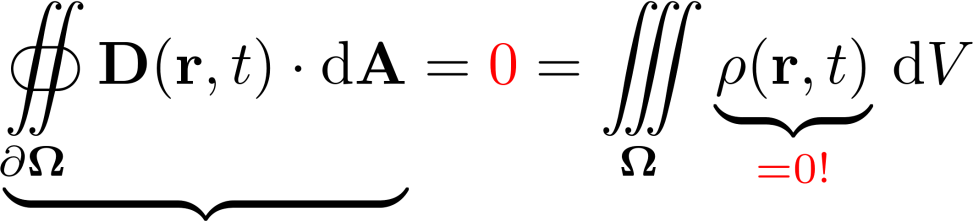 ∯ D(r, t) · dA = 0 = ∭ ρ(r, t) dV
∂Ω Ω =0!